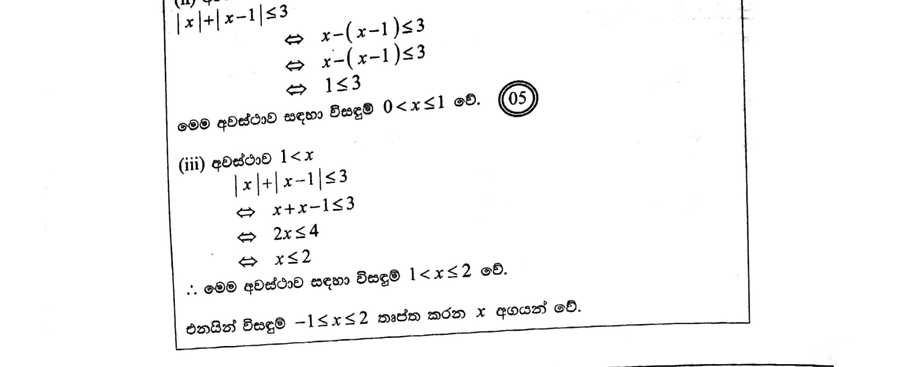 (ii)
|x|+|x−1|≤3
⇔ x−(x−1)≤3
⇔ x−(x−1)≤3
⇔ 1≤3
මෙම අවස්ථාව සඳහා විසඳුම් 0<x≤1 වේ. 05
(iii) අවස්ථාව 1<x
|x|+|x−1|≤3
⇔ x+x−1≤3
⇔ 2x≤4
⇔ x≤2
∴ මෙම අවස්ථාව සඳහා විසඳුම් 1<x≤2 වේ.
එනයින් විසඳුම් −1≤x≤2 තෘප්ත කරන x අගයන් වේ.